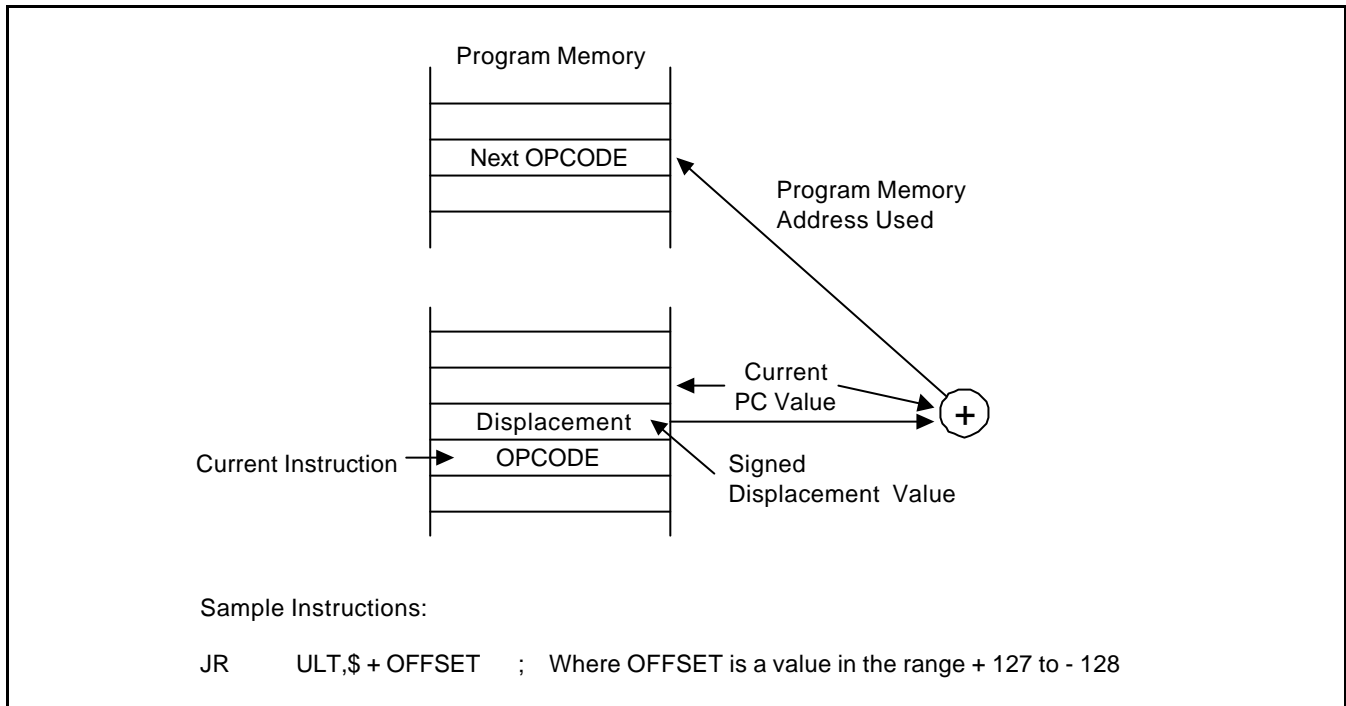 Program Memory
Next OPCODE
Program Memory
Address Used
Current
PC Value
+
Displacement
Current Instruction
OPCODE
Signed
Displacement Value
Sample Instructions:
JR ULT,$ + OFFSET ; Where OFFSET is a value in the range + 127 to - 128